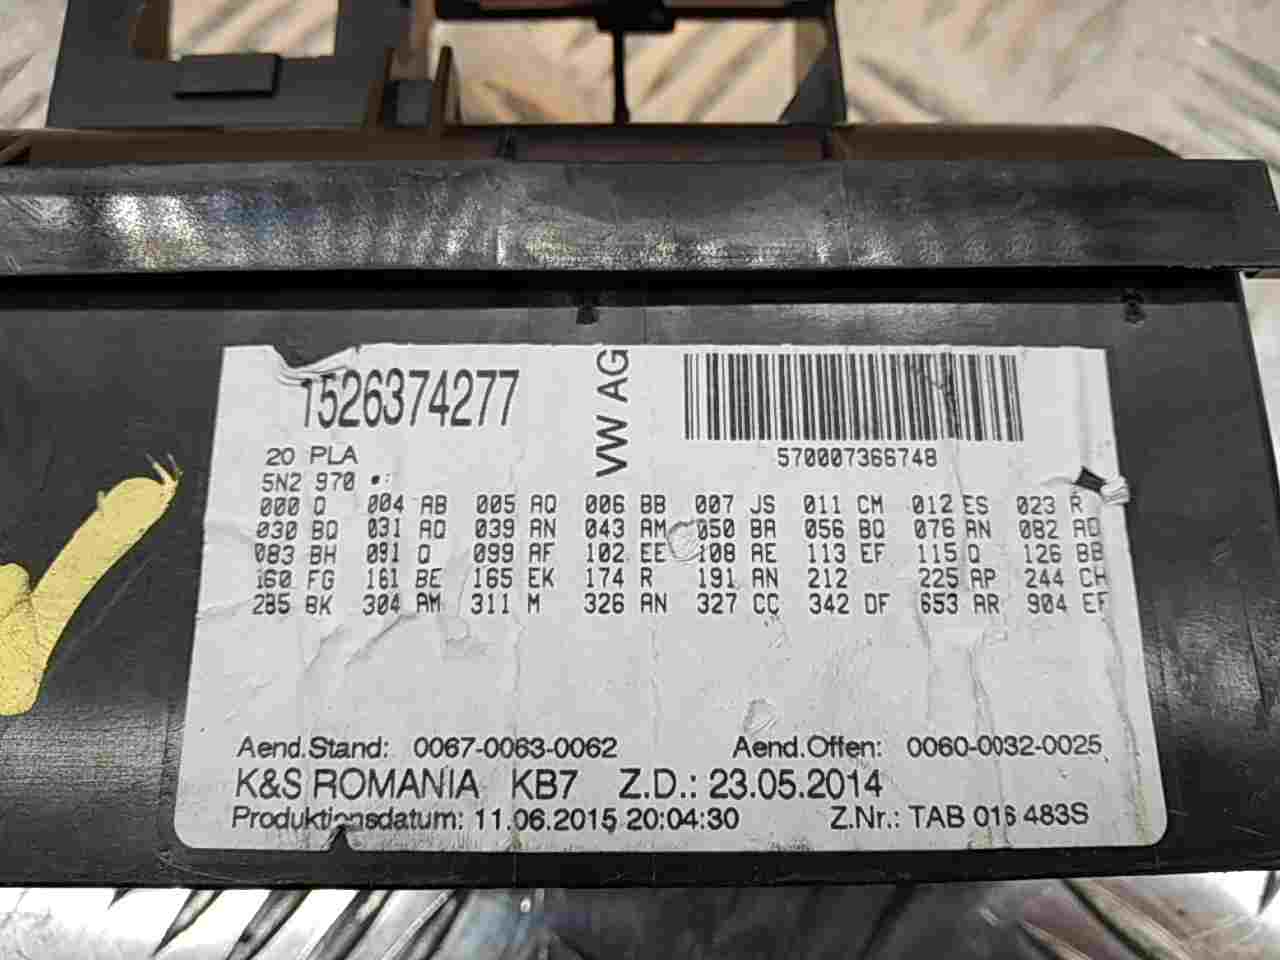 1526374277
VW AG
570007366748
20 PLA
5N2 970
000 Q 004 AB 005 AQ 006 BB 007 JS 011 CM 012 ES 023 R
030 BQ 031 AQ 039 AN 043 AM 050 BA 056 BQ 076 AN 082 AD
083 BH 091 Q 099 AF 102 EE 108 AE 113 EF 115 Q 126 BB
160 FG 161 BE 165 EK 174 R 191 AN 212 225 AP 244 CH
285 BK 304 AM 311 M 326 AN 327 CC 342 DF 653 AR 904 EF
Aend.Stand: 0067-0063-0062 Aend.Offen: 0060-0032-0025
K&S ROMANIA KB7 Z.D.: 23.05.2014
Produktionsdatum: 11.06.2015 20:04:30 Z.Nr.: TAB 016 483S